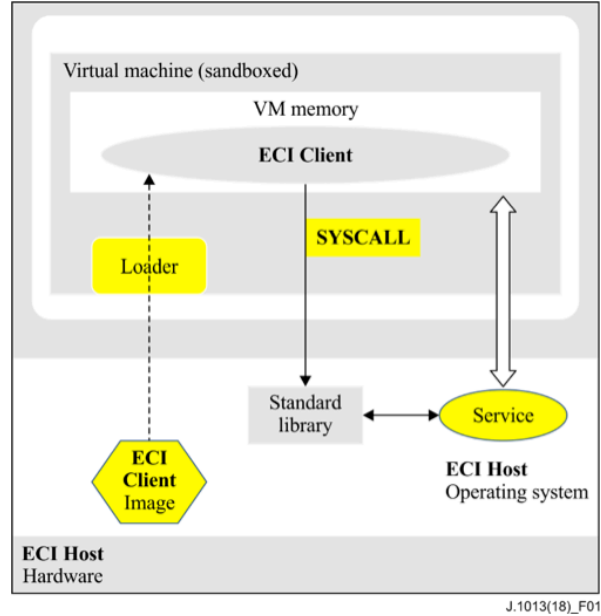 Virtual machine (sandboxed)
VM memory
ECI Client
SYSCALL
Loader
Standard
library
Service
ECI
Client
Image
ECI Host
Operating system
ECI Host
Hardware
J.1013(18)_F01